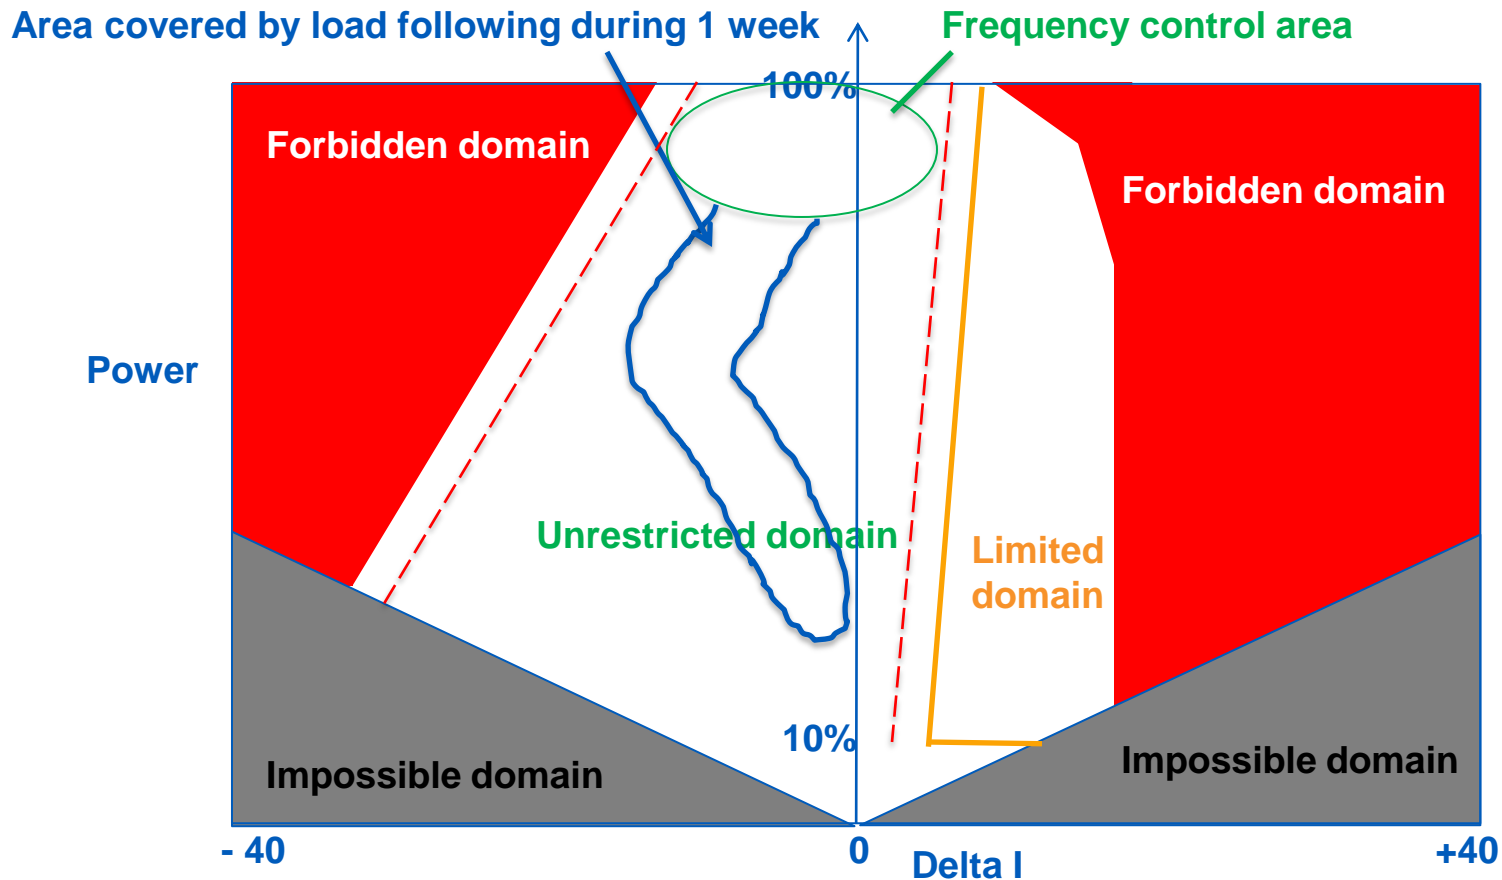 Area covered by load following during 1 week
Frequency control area
100%
Forbidden domain
Forbidden domain
Power
Unrestricted domain
Limited
domain
10%
Impossible domain
Impossible domain
- 40
0
Delta I
+40